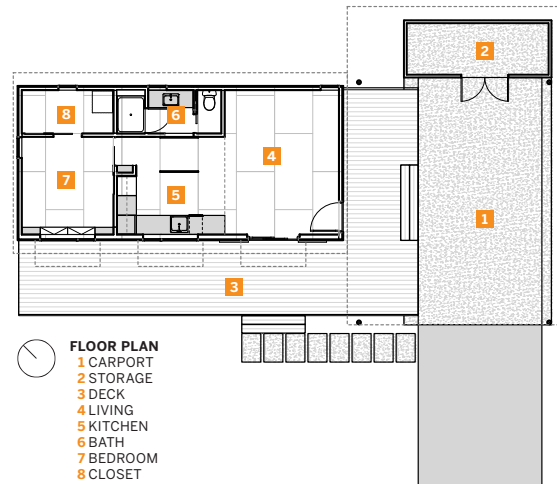 2
8
6
4
7
5
1
3
FLOOR PLAN
1 CARPORT
2 STORAGE
3 DECK
4 LIVING
5 KITCHEN
6 BATH
7 BEDROOM
8 CLOSET